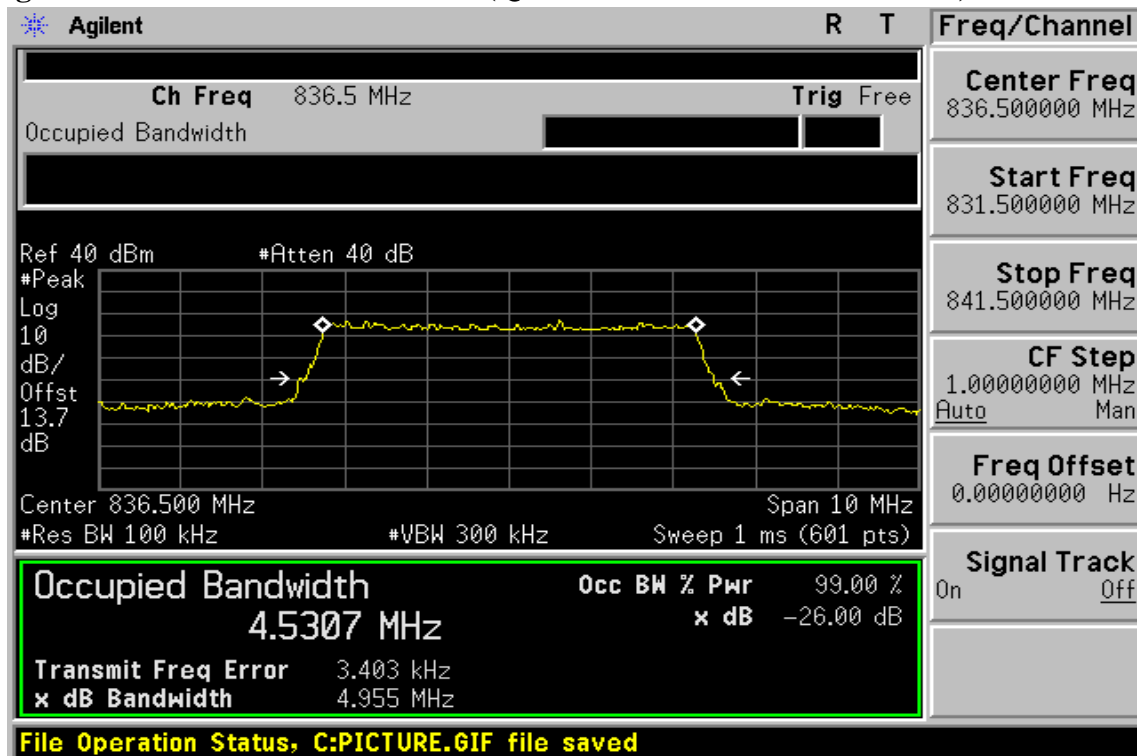 Agilent R T Freq/Channel
Ch Freq 836.5 MHz Trig Free
Occupied Bandwidth
Center Freq
836.500000 MHz
Start Freq
831.500000 MHz
Stop Freq
841.500000 MHz
CF Step
1.00000000 MHz
Auto Man
Freq Offset
0.00000000 Hz
Signal Track
On Off
Ref 40 dBm #Atten 40 dB
#Peak
Log
10
dB/
Offst
13.7
dB
Center 836.500 MHz Span 10 MHz
#Res BW 100 kHz #VBW 300 kHz Sweep 1 ms (601 pts)
Occupied Bandwidth
4.5307 MHz
Occ BW % Pwr 99.00 %
x dB -26.00 dB
Transmit Freq Error 3.403 kHz
x dB Bandwidth 4.955 MHz
File Operation Status, C:PICTURE.GIF file saved